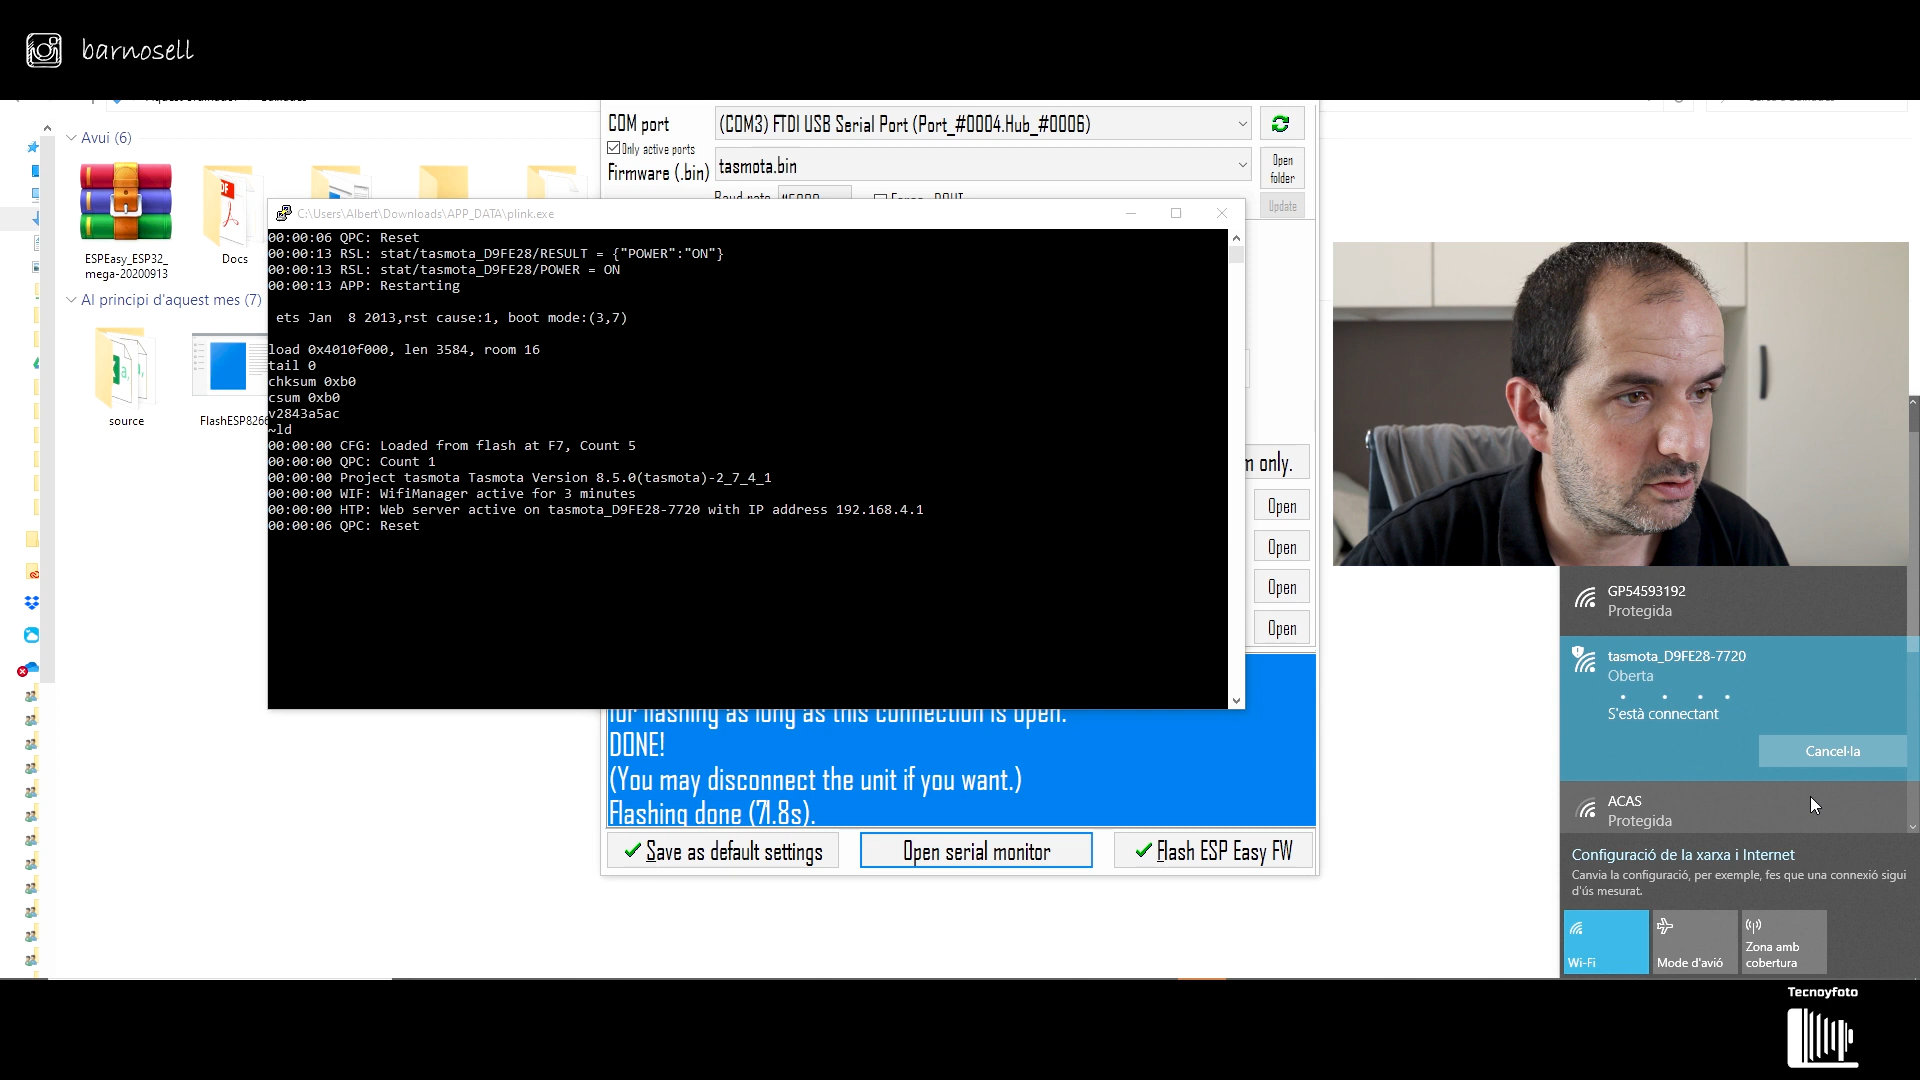 barnosell
Avui (6)
ESPEasy_ESP32_
mega-20200913
Docs
Al principi d'aquest mes (7)
source
FlashESP826
COM port
(COM3) FTDI USB Serial Port (Port_#0004.Hub_#0006)
Only active ports
Firmware (.bin)
tasmota.bin
Open
folder
Update
C:\Users\Albert\Downloads\APP_DATA\plink.exe
00:00:06 QPC: Reset
00:00:13 RSL: stat/tasmota_D9FE28/RESULT = {"POWER":"ON"}
00:00:13 RSL: stat/tasmota_D9FE28/POWER = ON
00:00:13 APP: Restarting
ets Jan  8 2013,rst cause:1, boot mode:(3,7)
load 0x4010f000, len 3584, room 16
tail 0
chksum 0xb0
csum 0xb0
v2843a5ac
~ld
00:00:00 CFG: Loaded from flash at F7, Count 5
00:00:00 QPC: Count 1
00:00:00 Project tasmota Tasmota Version 8.5.0(tasmota)-2_7_4_1
00:00:00 WIF: WifiManager active for 3 minutes
00:00:00 HTP: Web server active on tasmota_D9FE28-7720 with IP address 192.168.4.1
00:00:06 QPC: Reset
only.
Open
Open
Open
Open
for flashing as long as this connection is open.
DONE!
(You may disconnect the unit if you want.)
Flashing done (71.8s).
Save as default settings
Open serial monitor
Flash ESP Easy FW
GP54593192
Protegida
tasmota_D9FE28-7720
Oberta
S'està connectant
Cancel·la
ACAS
Protegida
Configuració de la xarxa i Internet
Canvia la configuració, per exemple, fes que una connexió sigui
d'ús mesurat.
Wi-Fi
Mode d'avió
Zona amb
cobertura
Tecnoyfoto